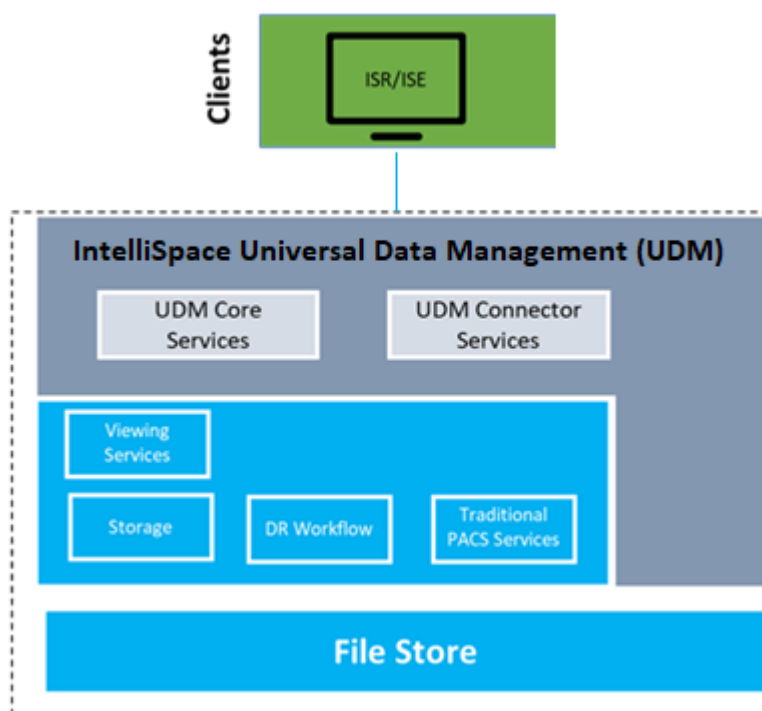 Clients
ISR/ISE
IntelliSpace Universal Data Management (UDM)
UDM Core
Services
UDM Connector
Services
Viewing
Services
Storage
DR Workflow
Traditional
PACS Services
File Store